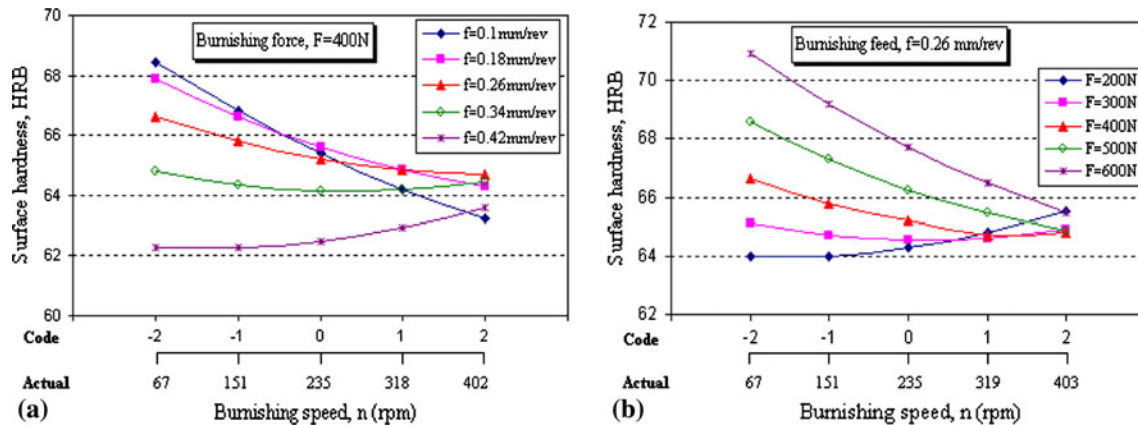 70
68
66
64
62
60
Surface hardness, HRB
Burnishing force, F=400N
f=0.1mm/rev
f=0.18mm/rev
f=0.26mm/rev
f=0.34mm/rev
f=0.42mm/rev
Code -2 -1 0 1 2
Actual 67 151 235 318 402
(a) Burnishing speed, n (rpm)
72
70
68
66
64
62
Surface hardness, HRB
Burnishing feed, f=0.26 mm/rev
F=200N
F=300N
F=400N
F=500N
F=600N
Code -2 -1 0 1 2
Actual 67 151 235 319 403
(b) Burnishing speed, n (rpm)